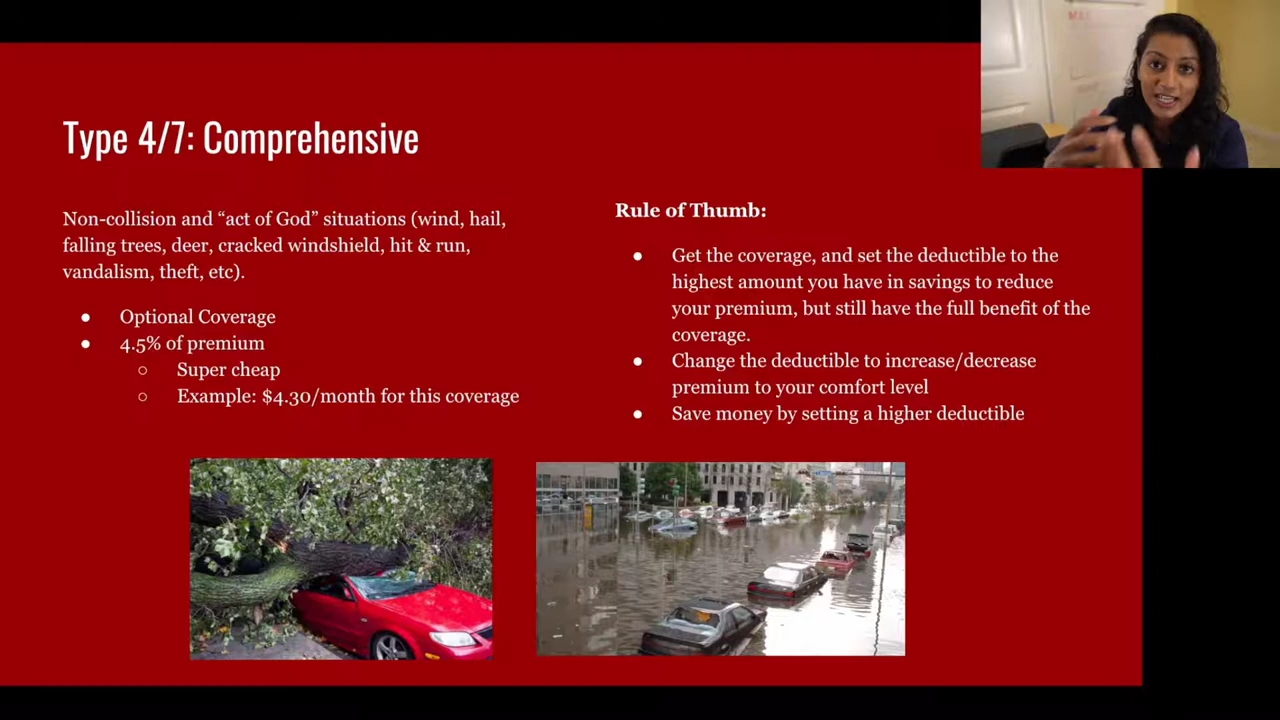 Type 4/7: Comprehensive
Non-collision and “act of God” situations (wind, hail,
falling trees, deer, cracked windshield, hit & run,
vandalism, theft, etc).
● Optional Coverage
● 4.5% of premium
○ Super cheap
○ Example: $4.30/month for this coverage
Rule of Thumb:
● Get the coverage, and set the deductible to the
highest amount you have in savings to reduce
your premium, but still have the full benefit of the
coverage.
● Change the deductible to increase/decrease
premium to your comfort level
● Save money by setting a higher deductible